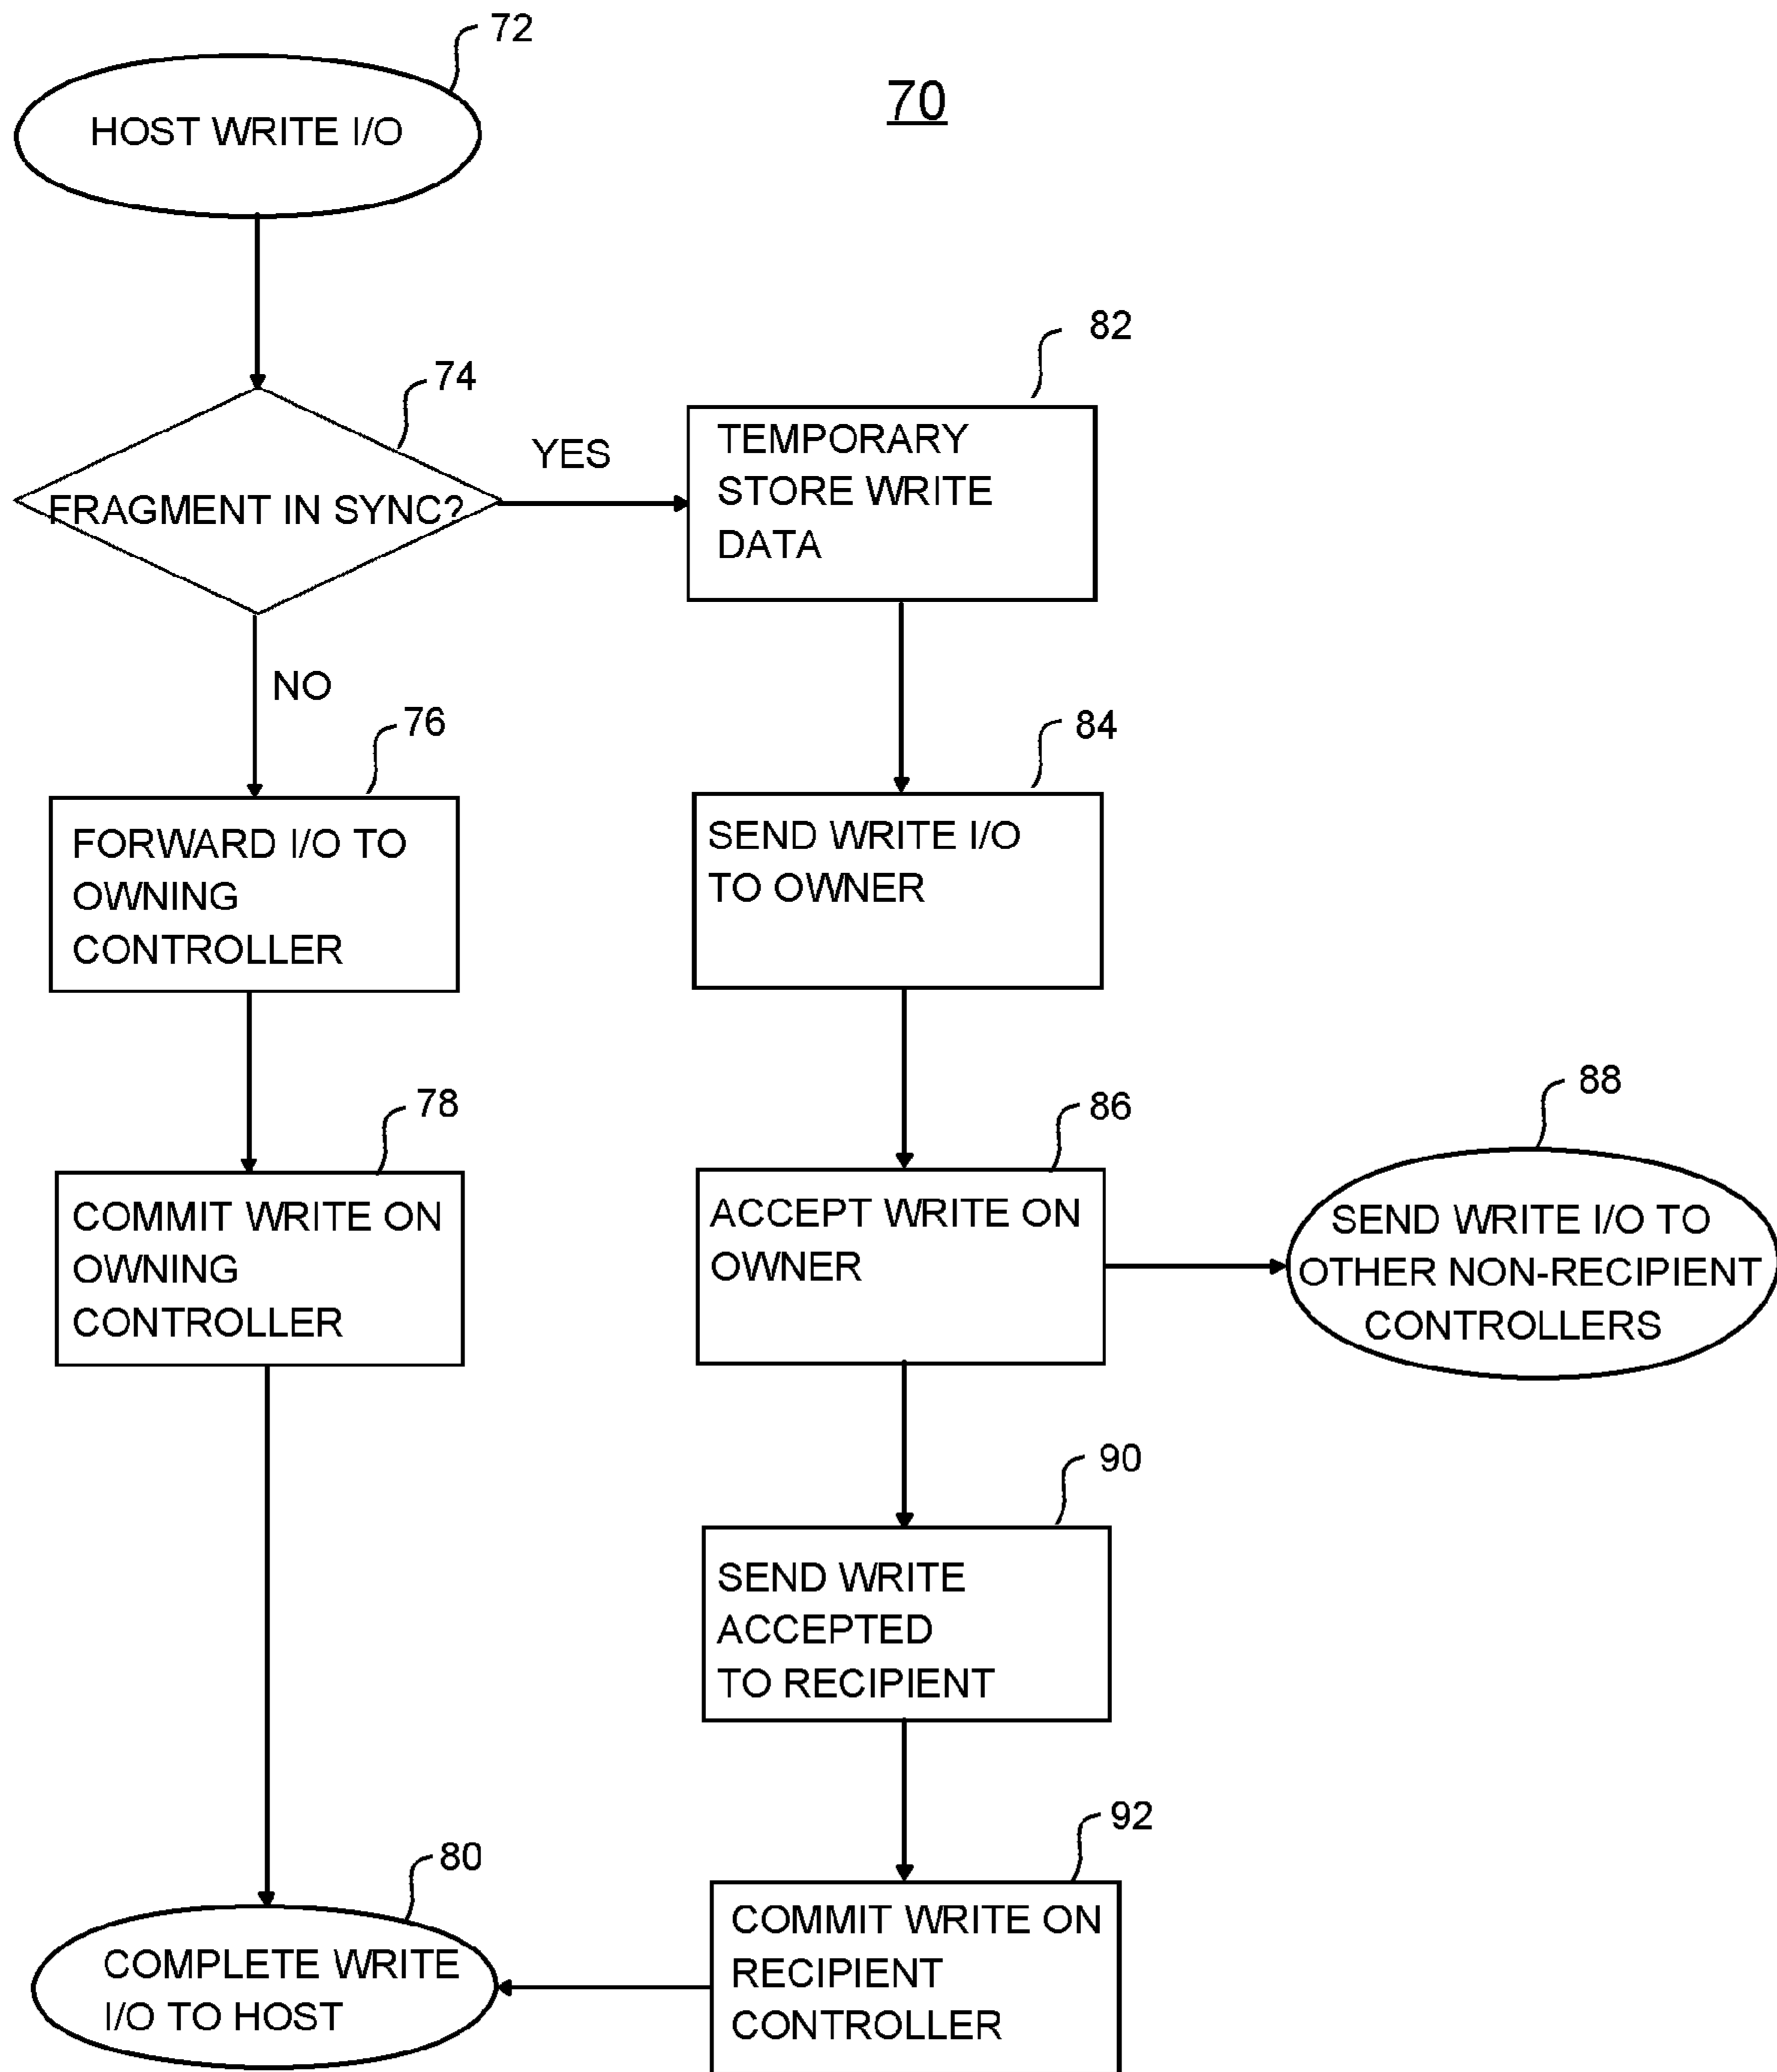 72
HOST WRITE I/O
70
74
FRAGMENT IN SYNC?
YES
82
TEMPORARY
STORE WRITE
DATA
NO
76
FORWARD I/O TO
OWNING
CONTROLLER
84
SEND WRITE I/O
TO OWNER
78
COMMIT WRITE ON
OWNING
CONTROLLER
86
ACCEPT WRITE ON
OWNER
88
SEND WRITE I/O TO
OTHER NON-RECIPIENT
CONTROLLERS
90
SEND WRITE
ACCEPTED
TO RECIPIENT
92
COMMIT WRITE ON
RECIPIENT
CONTROLLER
80
COMPLETE WRITE
I/O TO HOST